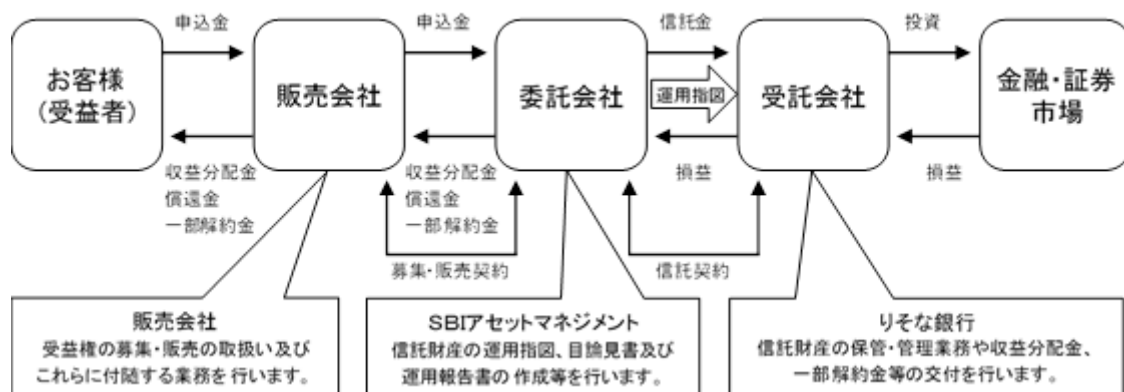 申込金
申込金
信託金
投資
お客様
(受益者)
販売会社
委託会社
運用指図
受託会社
金融・証券
市場
収益分配金
償還金
一部解約金
収益分配金
償還金
一部解約金
損益
損益
募集・販売契約
信託契約
販売会社
受益権の募集・販売の取扱い及び
これらに付随する業務を行います。
SBIアセットマネジメント
信託財産の運用指図、目論見書及び
運用報告書の作成等を行います。
りそな銀行
信託財産の保管・管理業務や収益分配金、
一部解約金等の交付を行います。